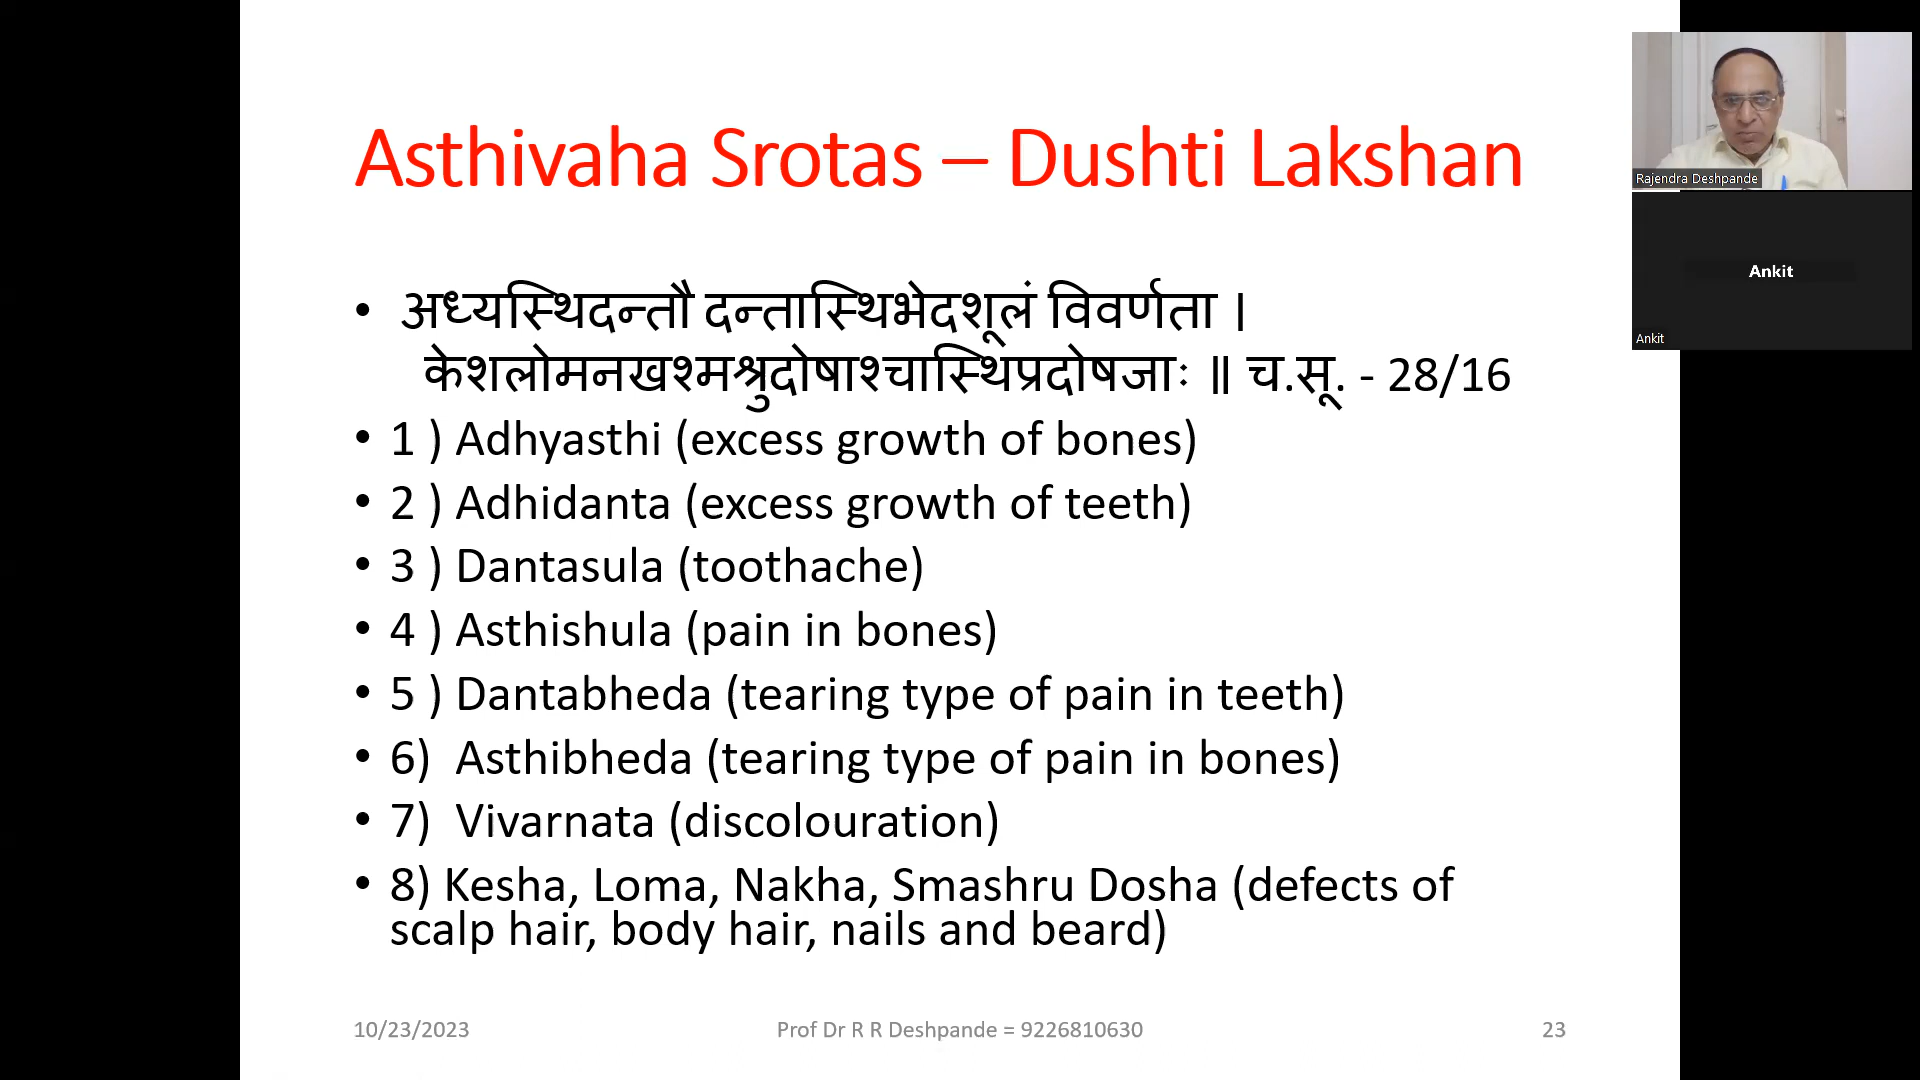 Asthivaha Srotas – Dushti Lakshan
• अध्यस्थिदन्तौ दन्तास्थिभेदशूलं विवर्णता ।
केशलोमनखश्मश्रुदोषाश्चास्थिप्रदोषजाः ॥ च.सू. - 28/16
• 1 ) Adhyasthi (excess growth of bones)
• 2 ) Adhidanta (excess growth of teeth)
• 3 ) Dantasula (toothache)
• 4 ) Asthishula (pain in bones)
• 5 ) Dantabheda (tearing type of pain in teeth)
• 6) Asthibheda (tearing type of pain in bones)
• 7) Vivarnata (discolouration)
• 8) Kesha, Loma, Nakha, Smashru Dosha (defects of
scalp hair, body hair, nails and beard)
10/23/2023
Prof Dr R R Deshpande = 9226810630
23
Rajendra Deshpande
Ankit
Ankit